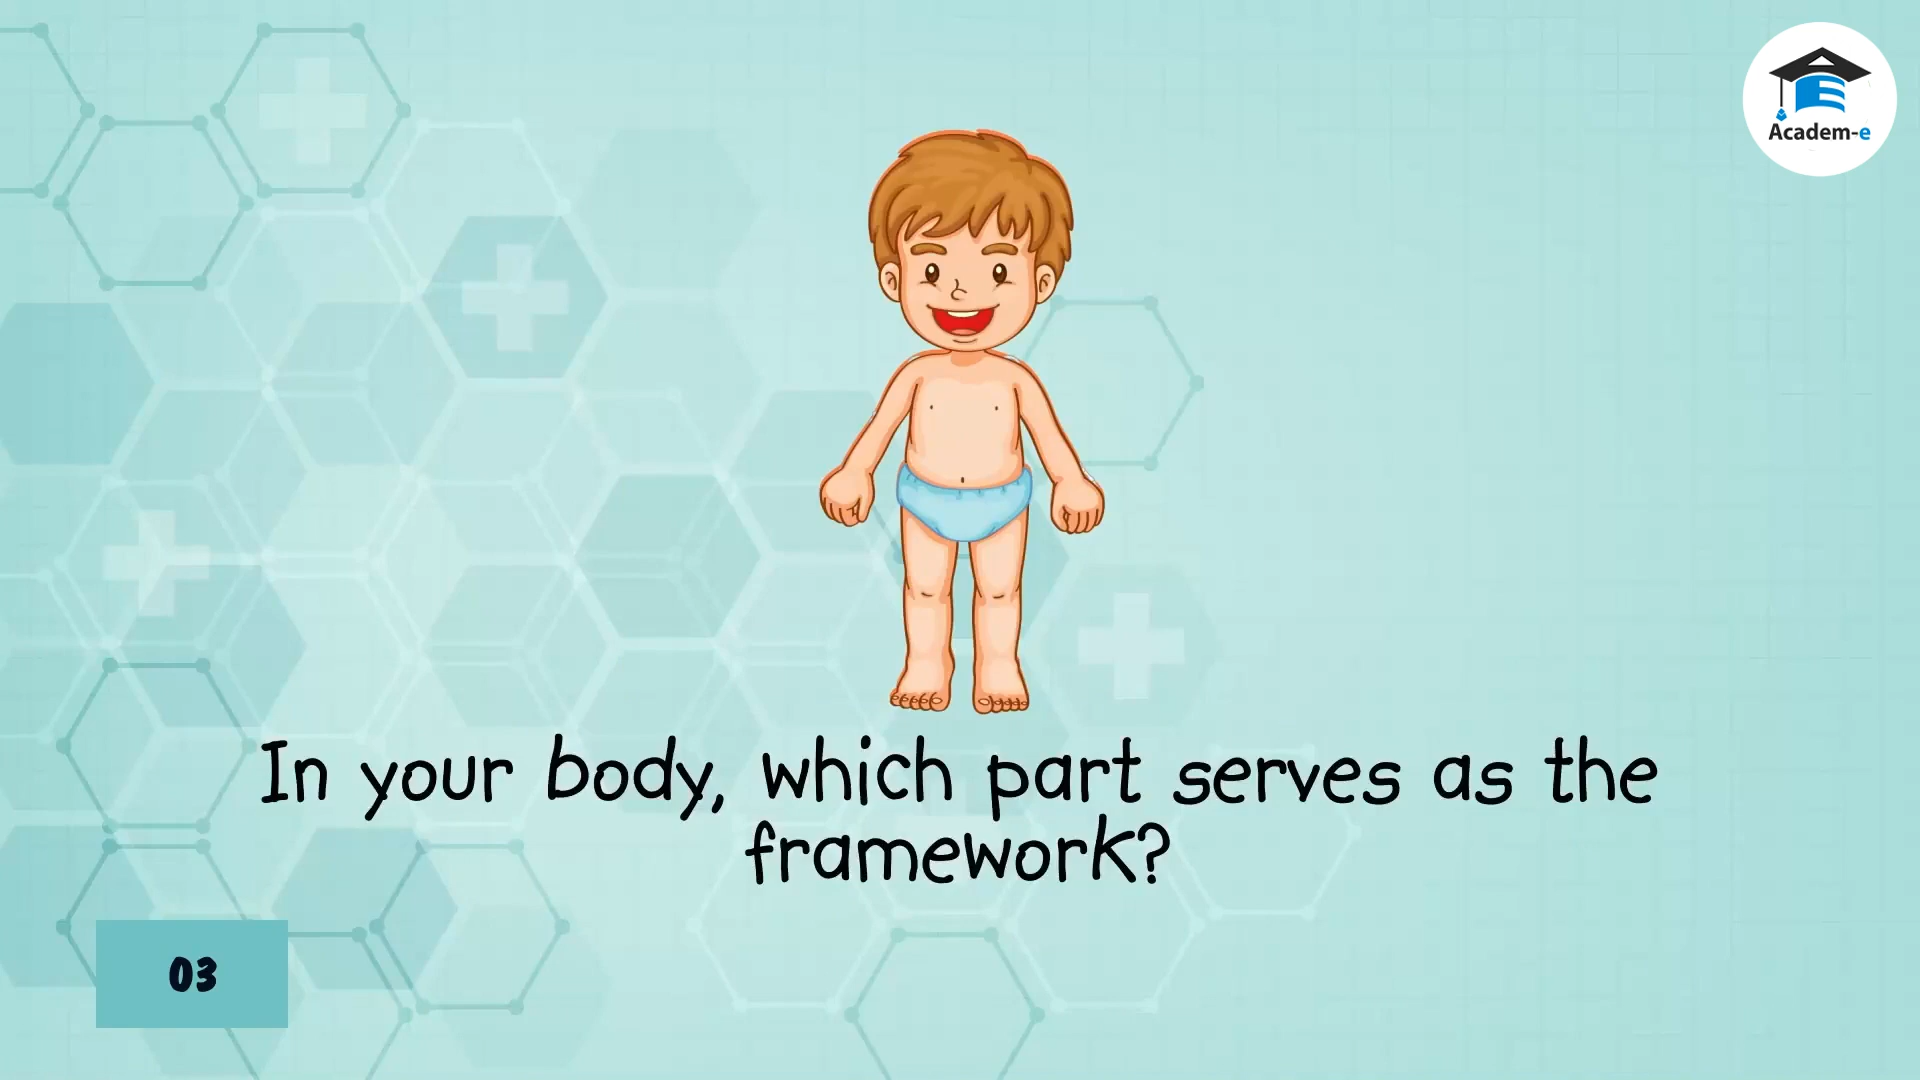 Academ-e
In your body, which part serves as the
framework?
03